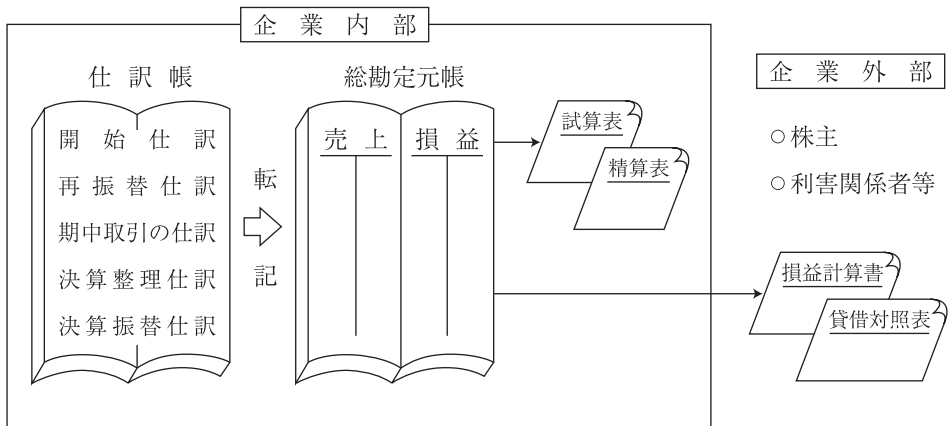 企業内部
仕訳帳
開始仕訳
再振替仕訳
期中取引の仕訳
決算整理仕訳
決算振替仕訳
転記
総勘定元帳
売上
損益
試算表
精算表
企業外部
○株主
○利害関係者等
損益計算書
貸借対照表